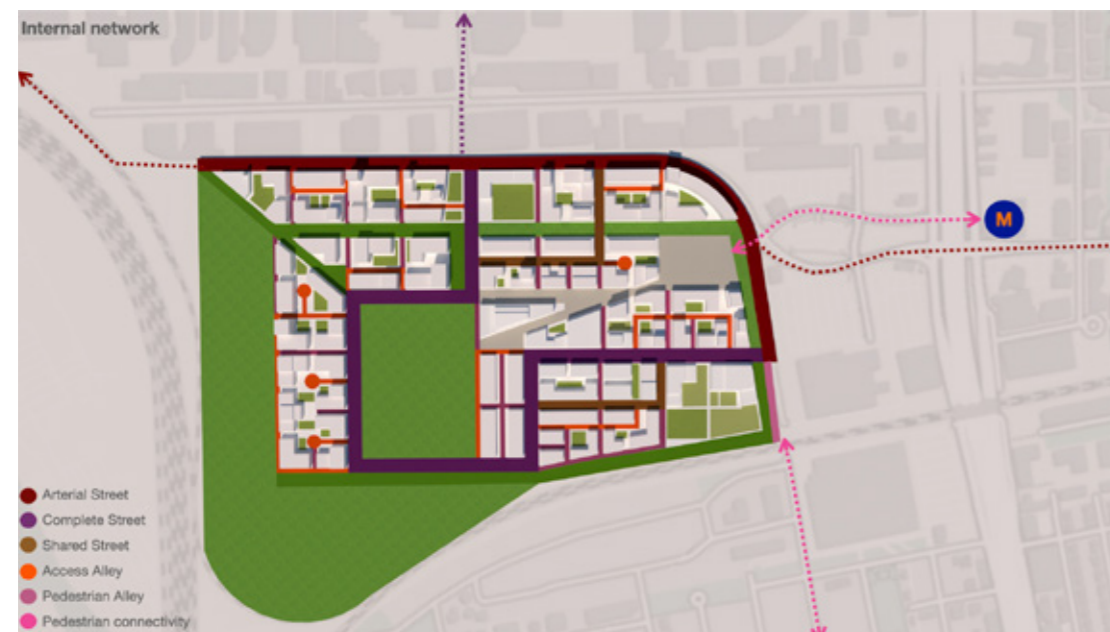 Internal network
M
Arterial Street
Complete Street
Shared Street
Access Alley
Pedestrian Alley
Pedestrian connectivity